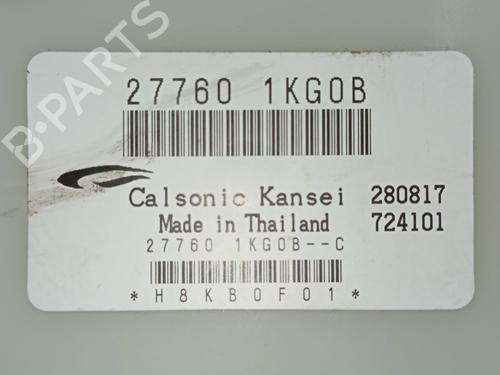 27760 1KG0B
Calsonic Kansei 280817
Made in Thailand 724101
27760 1KG0B--C
*H8KB0F01*
B-PARTS